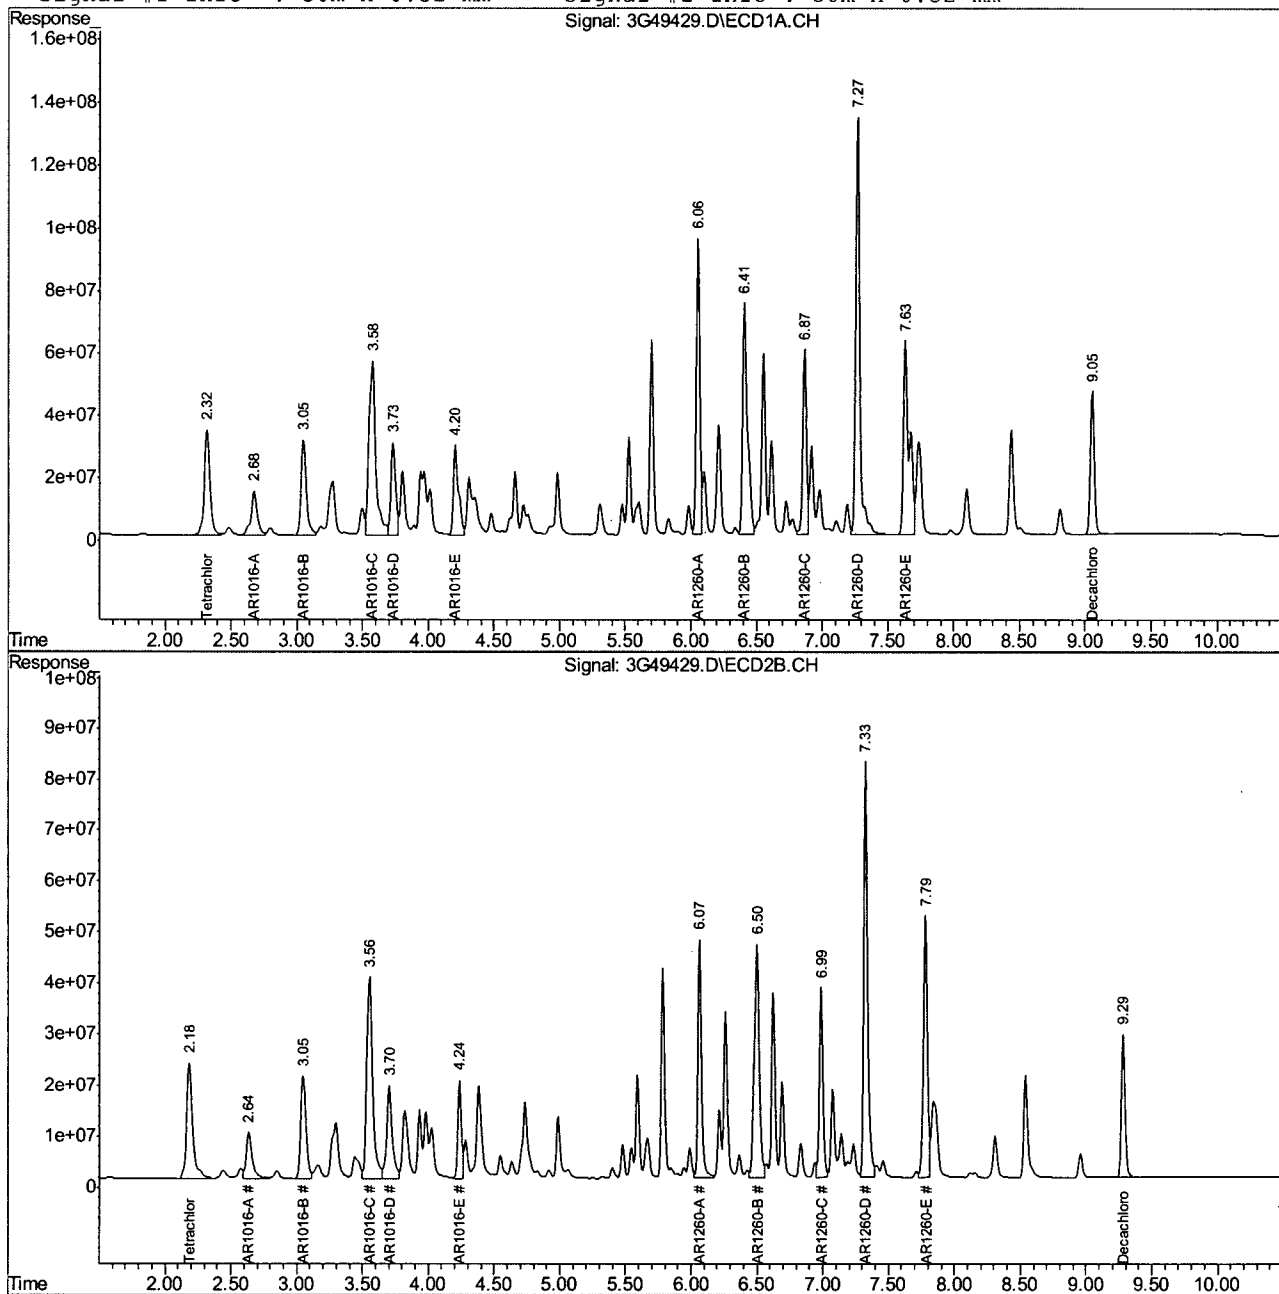 Signal: 3G49429.D\ECD1A.CH
Response_
1.6e+08
1.4e+08
1.2e+08
1e+08
8e+07
6e+07
4e+07
2e+07
0
2.32
2.68
3.05
3.58
3.73
4.20
6.06
6.41
6.87
7.27
7.63
9.05
Tetrachlor
AR1016-A
AR1016-B
AR1016-C
AR1016-D
AR1016-E
AR1260-A
AR1260-B
AR1260-C
AR1260-D
AR1260-E
Decachloro
Time 2.00 2.50 3.00 3.50 4.00 4.50 5.00 5.50 6.00 6.50 7.00 7.50 8.00 8.50 9.00 9.50 10.00
Response_
Signal: 3G49429.D\ECD2B.CH
1e+08
9e+07
8e+07
7e+07
6e+07
5e+07
4e+07
3e+07
2e+07
1e+07
0
2.18
2.64
3.05
3.56
3.70
4.24
6.07
6.50
6.99
7.33
7.79
9.29
Tetrachlor
AR1016-A #
AR1016-B #
AR1016-C #
AR1016-D #
AR1016-E #
AR1260-A #
AR1260-B #
AR1260-C #
AR1260-D #
AR1260-E #
Decachloro
Time 2.00 2.50 3.00 3.50 4.00 4.50 5.00 5.50 6.00 6.50 7.00 7.50 8.00 8.50 9.00 9.50 10.00